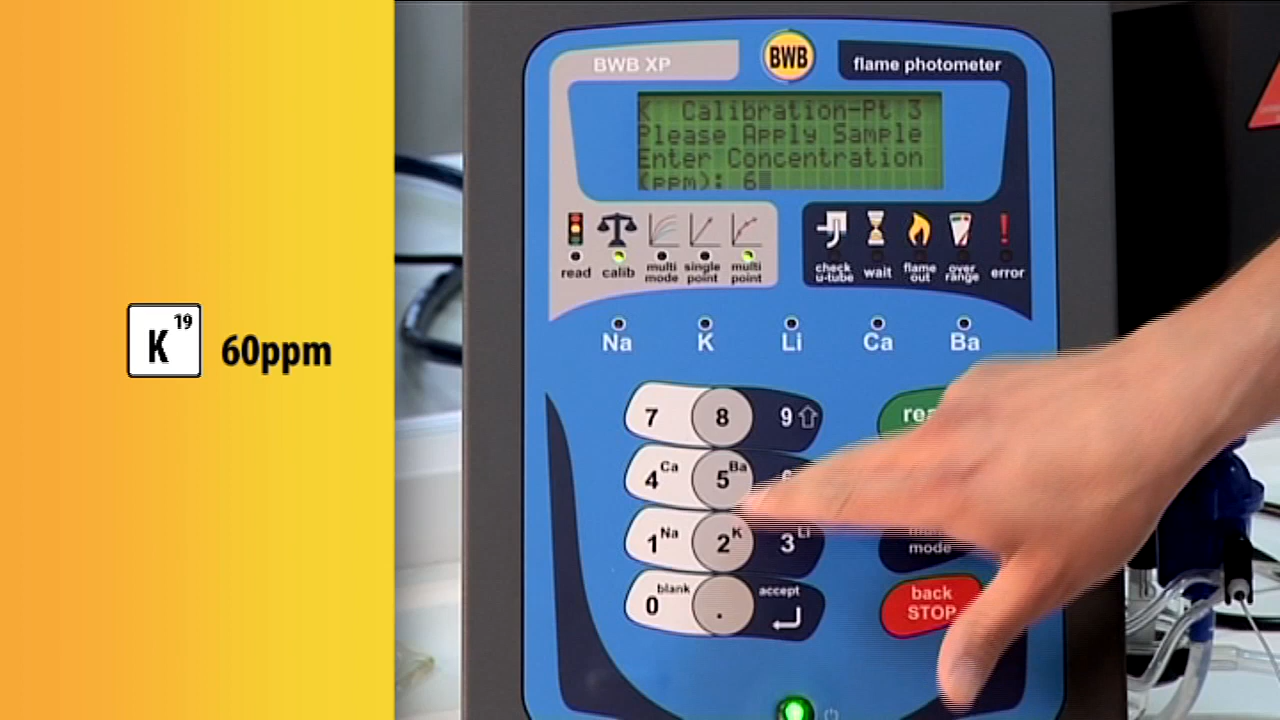 19
K
60ppm
BWB XP
BWB
flame photometer
K Calibration-Pt 3
Please Apply Sample
Enter Concentration
(ppm): 6
read calib multi mode single point multi point
check u-tube wait flame out over range error
Na K Li Ca Ba
7 8 9
4 Ca 5 Ba
1 Na 2 K 3 Li
mode
0 blank . accept
back
STOP